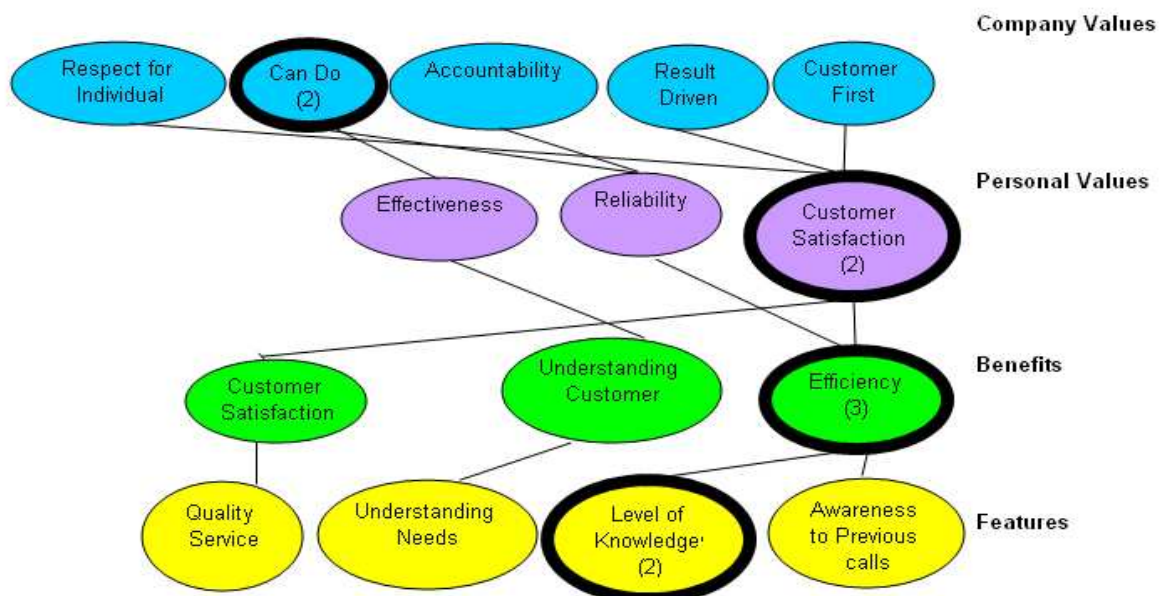 Company Values
Respect for
Individual
Can Do
(2)
Accountability
Result
Driven
Customer
First
Personal Values
Effectiveness
Reliability
Customer
Satisfaction
(2)
Benefits
Customer
Satisfaction
Understanding
Customer
Efficiency
(3)
Features
Quality
Service
Understanding
Needs
Level of
Knowledge
(2)
Awareness
to Previous
calls